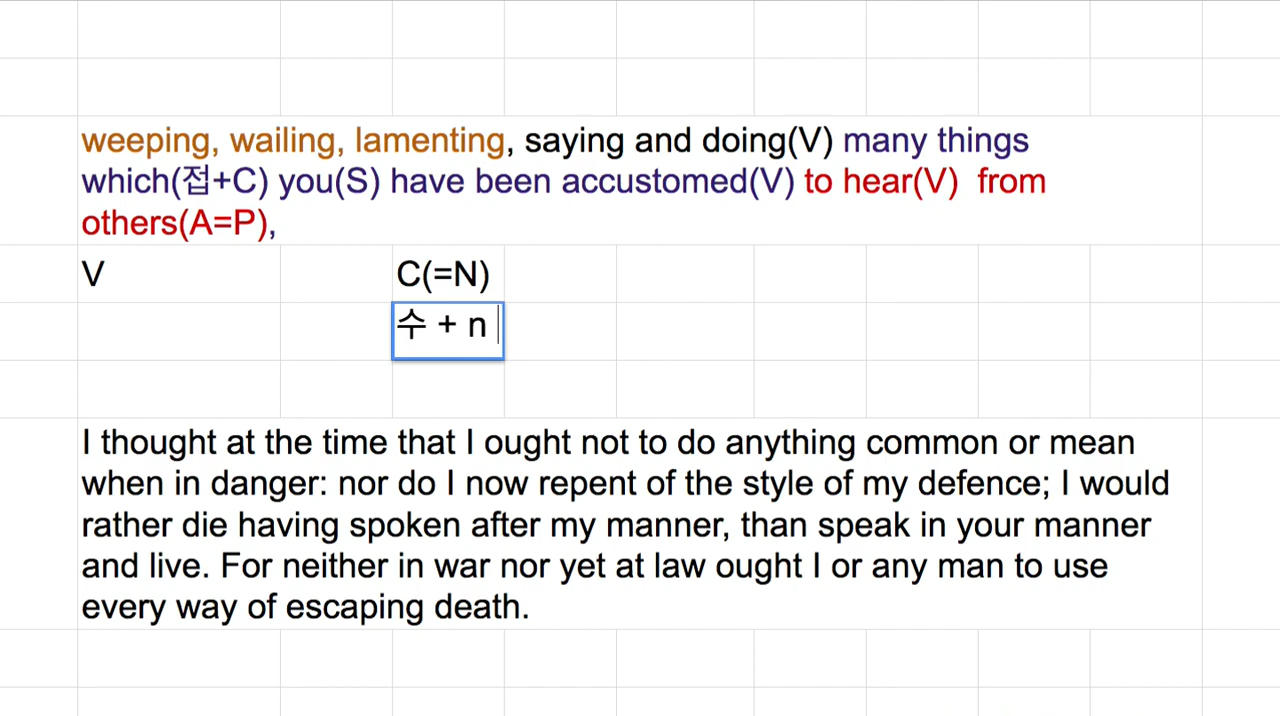 weeping, wailing, lamenting, saying and doing(V) many things
which(접+C) you(S) have been accustomed(V) to hear(V)  from
others(A=P),
V C(=N)
수 + n
I thought at the time that I ought not to do anything common or mean
when in danger: nor do I now repent of the style of my defence; I would
rather die having spoken after my manner, than speak in your manner
and live. For neither in war nor yet at law ought I or any man to use
every way of escaping death.